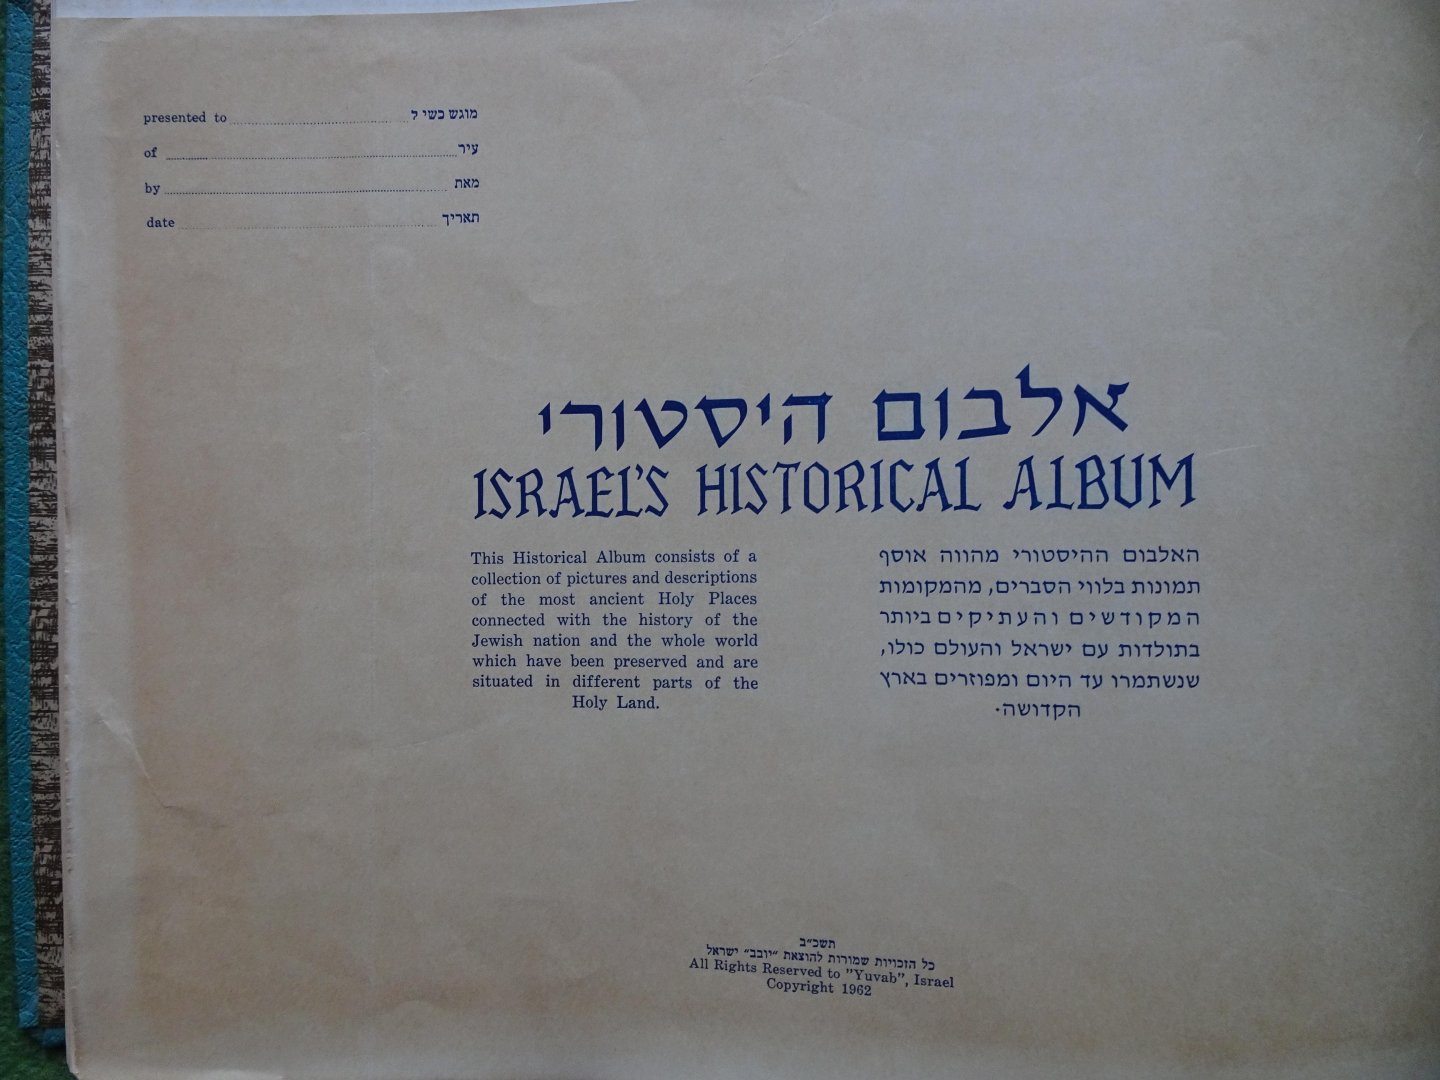 presented to ........ מוגש כשי ל
of ........ עיר
by ........ מאת
date ........ תאריך
אלבום היסטורי
ISRAEL'S HISTORICAL ALBUM
This Historical Album consists of a
collection of pictures and descriptions
of the most ancient Holy Places
connected with the history of the
Jewish nation and the whole world
which have been preserved and are
situated in different parts of the
Holy Land.
האלבום ההיסטורי מהווה אוסף
תמונות בלווי הסברים, מהמקומות
המקודשים והעתיקים ביותר
בתולדות עם ישראל והעולם כולו,
שנשתמרו עד היום ומפוזרים בארץ
הקדושה.
תשכ״ב
כל הזכויות שמורות להוצאת ״יובב״ ישראל
All Rights Reserved to "Yuvab", Israel
Copyright 1962